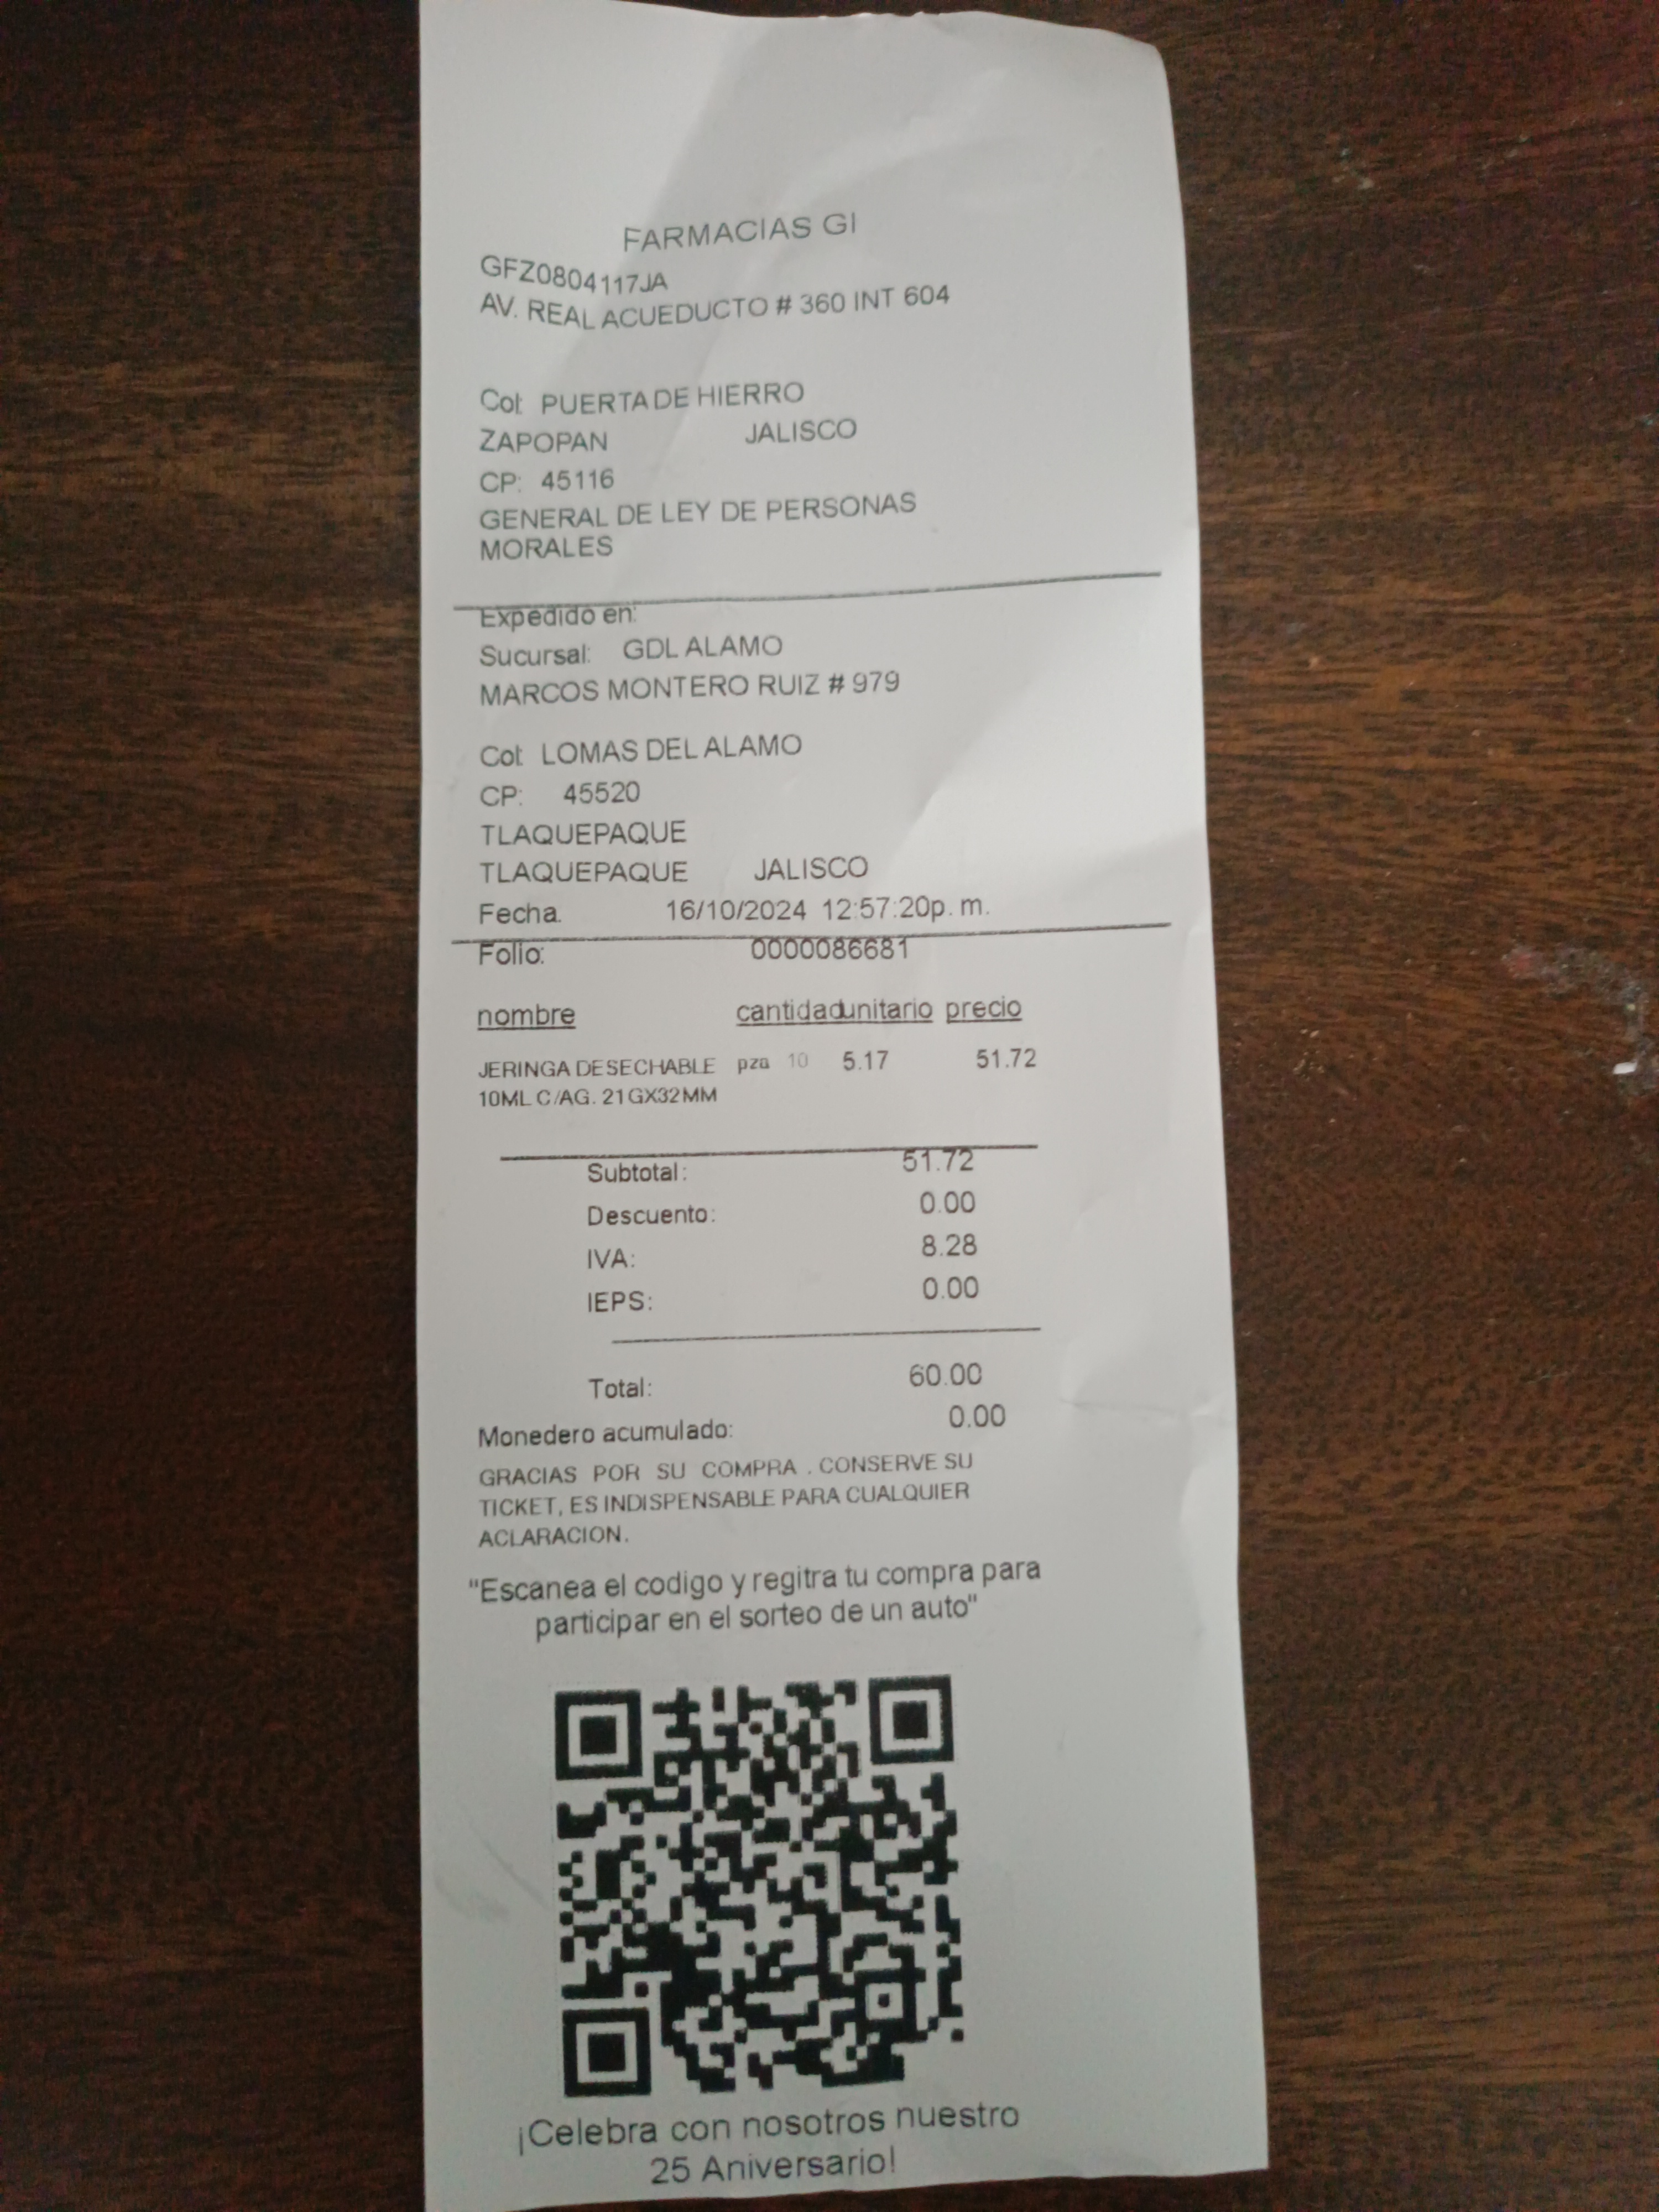 FARMACIAS GI
GFZ0804117JA
AV. REAL ACUEDUCTO # 360 INT 604
Col: PUERTA DE HIERRO
ZAPOPAN JALISCO
CP: 45116
GENERAL DE LEY DE PERSONAS
MORALES
Expedido en:
Sucursal: GDL ALAMO
MARCOS MONTERO RUIZ # 979
Col: LOMAS DEL ALAMO
CP: 45520
TLAQUEPAQUE
TLAQUEPAQUE JALISCO
Fecha: 16/10/2024 12:57:20p. m.
Folio: 0000086681
nombre cantidad unitario precio
JERINGA DESECHABLE pza 10 5.17 51.72
10ML C/AG. 21GX32MM
Subtotal: 51.72
Descuento: 0.00
IVA: 8.28
IEPS: 0.00
Total: 60.00
Monedero acumulado: 0.00
GRACIAS POR SU COMPRA . CONSERVE SU
TICKET, ES INDISPENSABLE PARA CUALQUIER
ACLARACION.
"Escanea el codigo y regitra tu compra para
participar en el sorteo de un auto"
¡Celebra con nosotros nuestro
25 Aniversario!